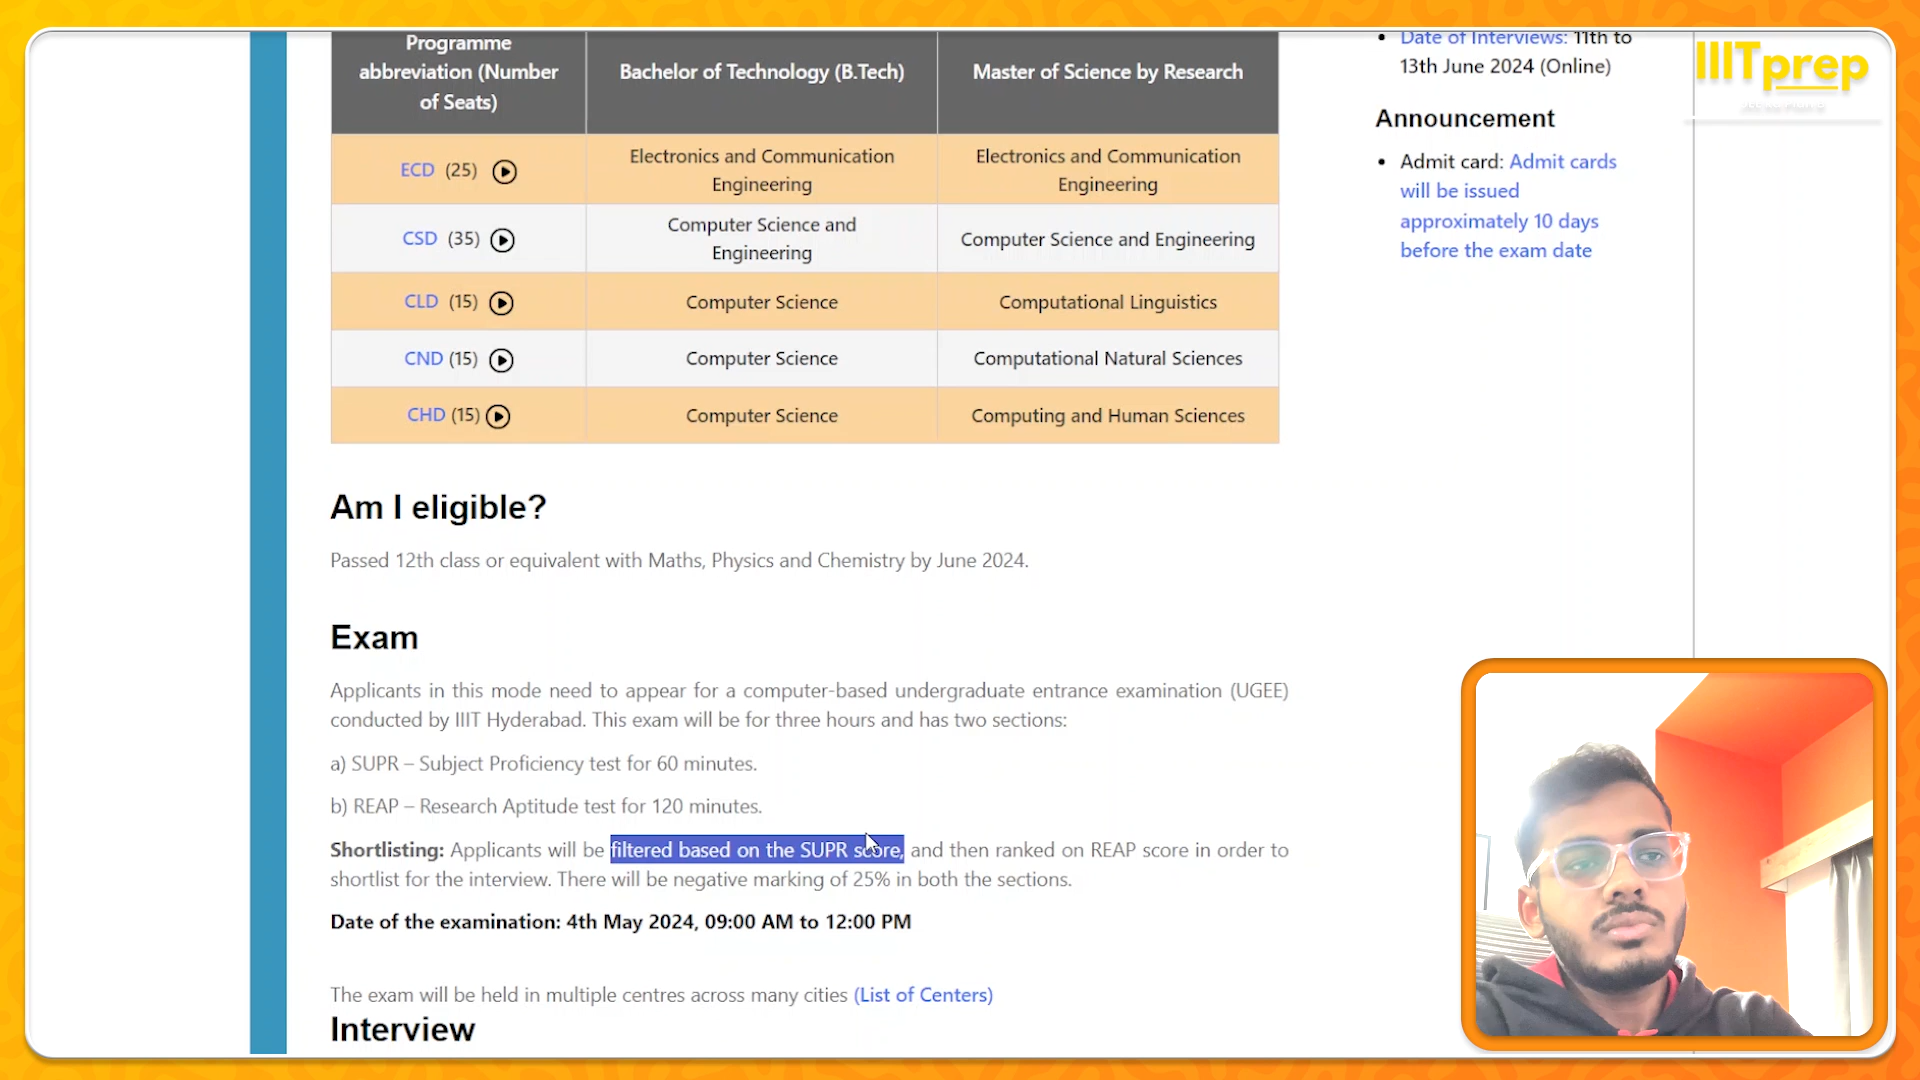 Programme
abbreviation (Number
of Seats)
Bachelor of Technology (B.Tech)
Master of Science by Research
ECD (25)
Electronics and Communication
Engineering
Electronics and Communication
Engineering
CSD (35)
Computer Science and
Engineering
Computer Science and Engineering
CLD (15)
Computer Science
Computational Linguistics
CND (15)
Computer Science
Computational Natural Sciences
CHD (15)
Computer Science
Computing and Human Sciences
Am I eligible?
Passed 12th class or equivalent with Maths, Physics and Chemistry by June 2024.
Exam
Applicants in this mode need to appear for a computer-based undergraduate entrance examination (UGEE)
conducted by IIIT Hyderabad. This exam will be for three hours and has two sections:
a) SUPR – Subject Proficiency test for 60 minutes.
b) REAP – Research Aptitude test for 120 minutes.
Shortlisting: Applicants will be filtered based on the SUPR score, and then ranked on REAP score in order to
shortlist for the interview. There will be negative marking of 25% in both the sections.
Date of the examination: 4th May 2024, 09:00 AM to 12:00 PM
The exam will be held in multiple centres across many cities (List of Centers)
Interview
Date of Interviews: 11th to
13th June 2024 (Online)
Announcement
Admit card: Admit cards
will be issued
approximately 10 days
before the exam date
IIITprep